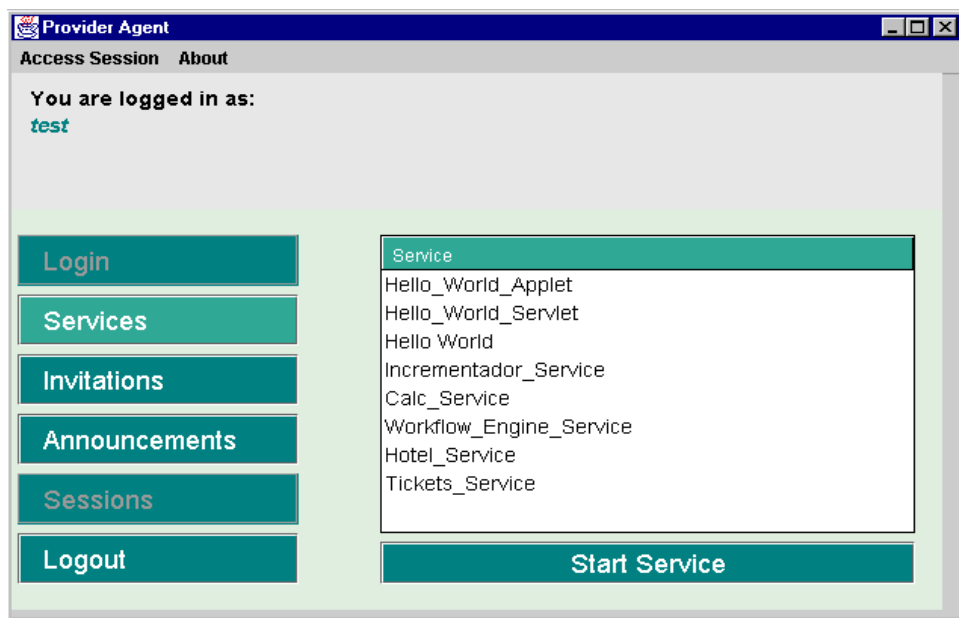 Provider Agent
Access Session About
You are logged in as:
test
Login
Services
Invitations
Announcements
Sessions
Logout
Service
Hello_World_Applet
Hello_World_Servlet
Hello World
Incrementador_Service
Calc_Service
Workflow_Engine_Service
Hotel_Service
Tickets_Service
Start Service